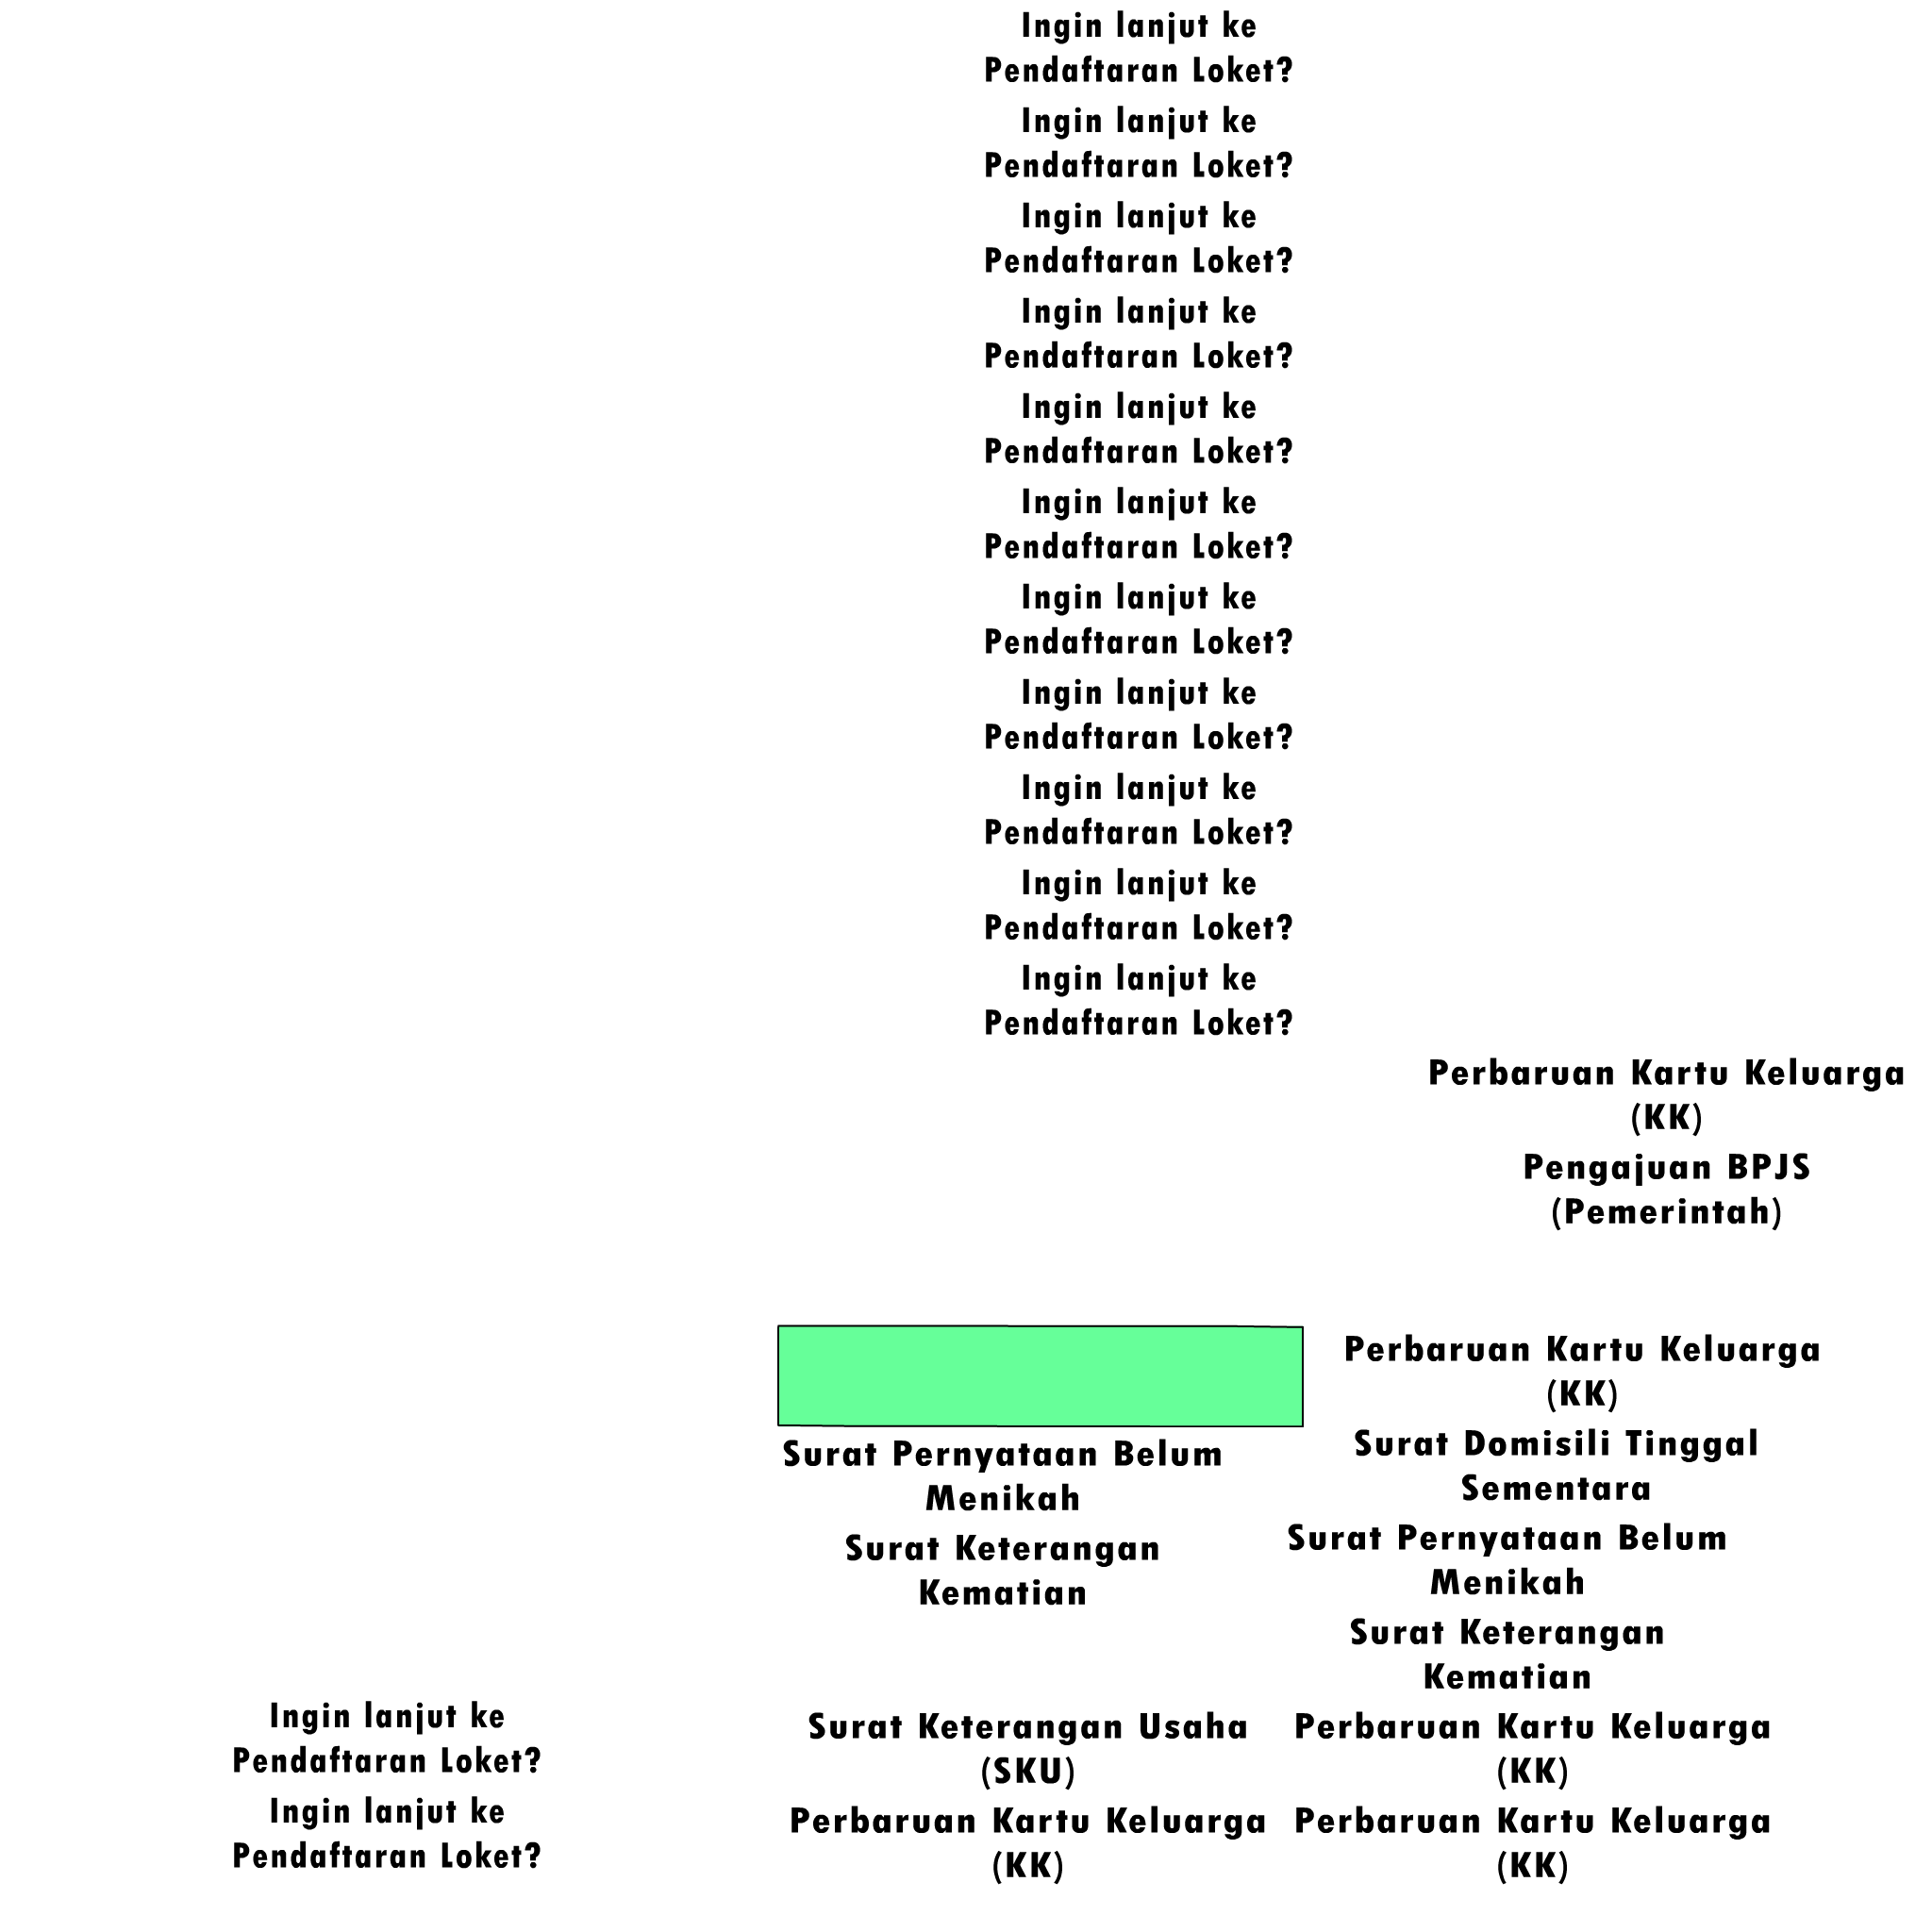 Ingin lanjut ke
Pendaftaran Loket?
Ingin lanjut ke
Pendaftaran Loket?
Ingin lanjut ke
Pendaftaran Loket?
Ingin lanjut ke
Pendaftaran Loket?
Ingin lanjut ke
Pendaftaran Loket?
Ingin lanjut ke
Pendaftaran Loket?
Ingin lanjut ke
Pendaftaran Loket?
Ingin lanjut ke
Pendaftaran Loket?
Ingin lanjut ke
Pendaftaran Loket?
Ingin lanjut ke
Pendaftaran Loket?
Ingin lanjut ke
Pendaftaran Loket?
Perbaruan Kartu Keluarga
(KK)
Pengajuan BPJS
(Pemerintah)
Perbaruan Kartu Keluarga
(KK)
Surat Domisili Tinggal
Sementara
Surat Pernyataan Belum
Menikah
Surat Keterangan
Kematian
Surat Pernyataan Belum
Menikah
Surat Keterangan
Kematian
Ingin lanjut ke
Pendaftaran Loket?
Ingin lanjut ke
Pendaftaran Loket?
Surat Keterangan Usaha
(SKU)
Perbaruan Kartu Keluarga
(KK)
Perbaruan Kartu Keluarga
(KK)
Perbaruan Kartu Keluarga
(KK)